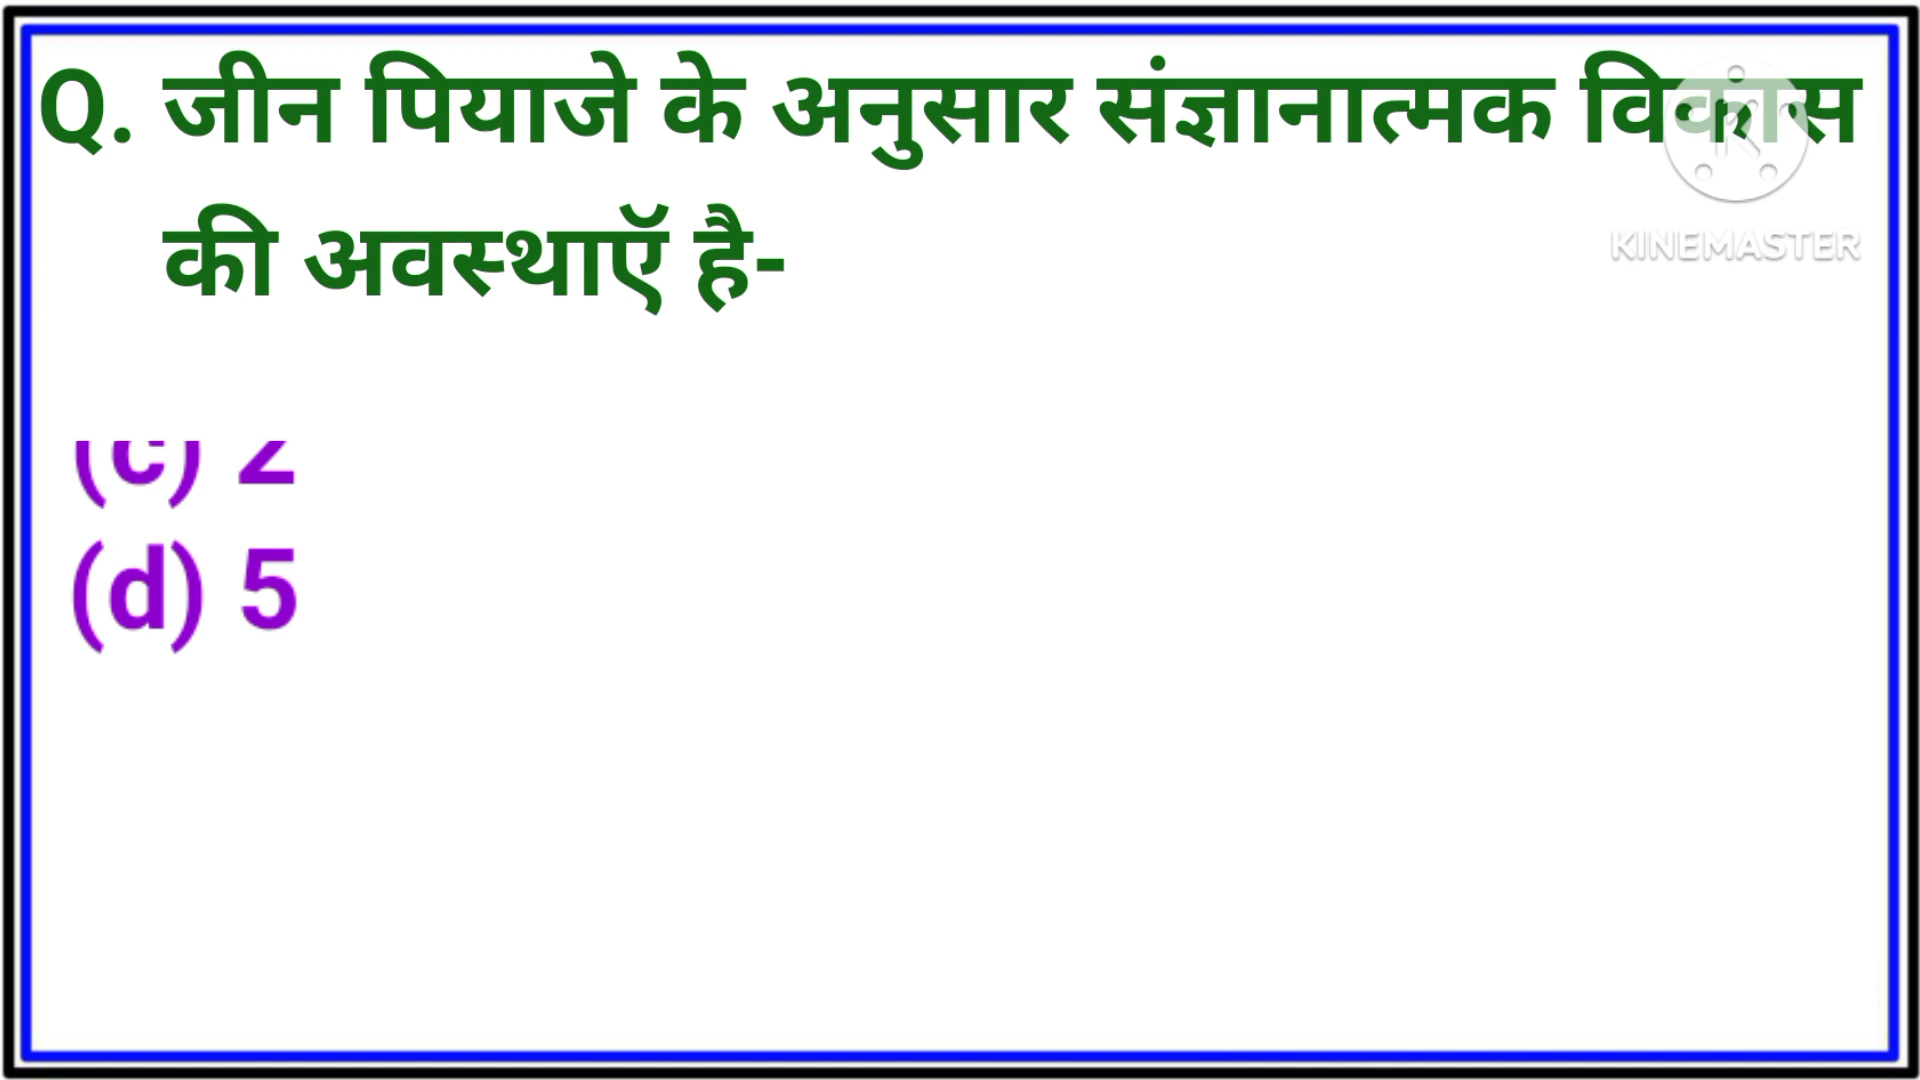 Q. जीन पियाजे के अनुसार संज्ञानात्मक विकास
की अवस्थाऍ है-
KINEMASTER
(c) 2
(d) 5